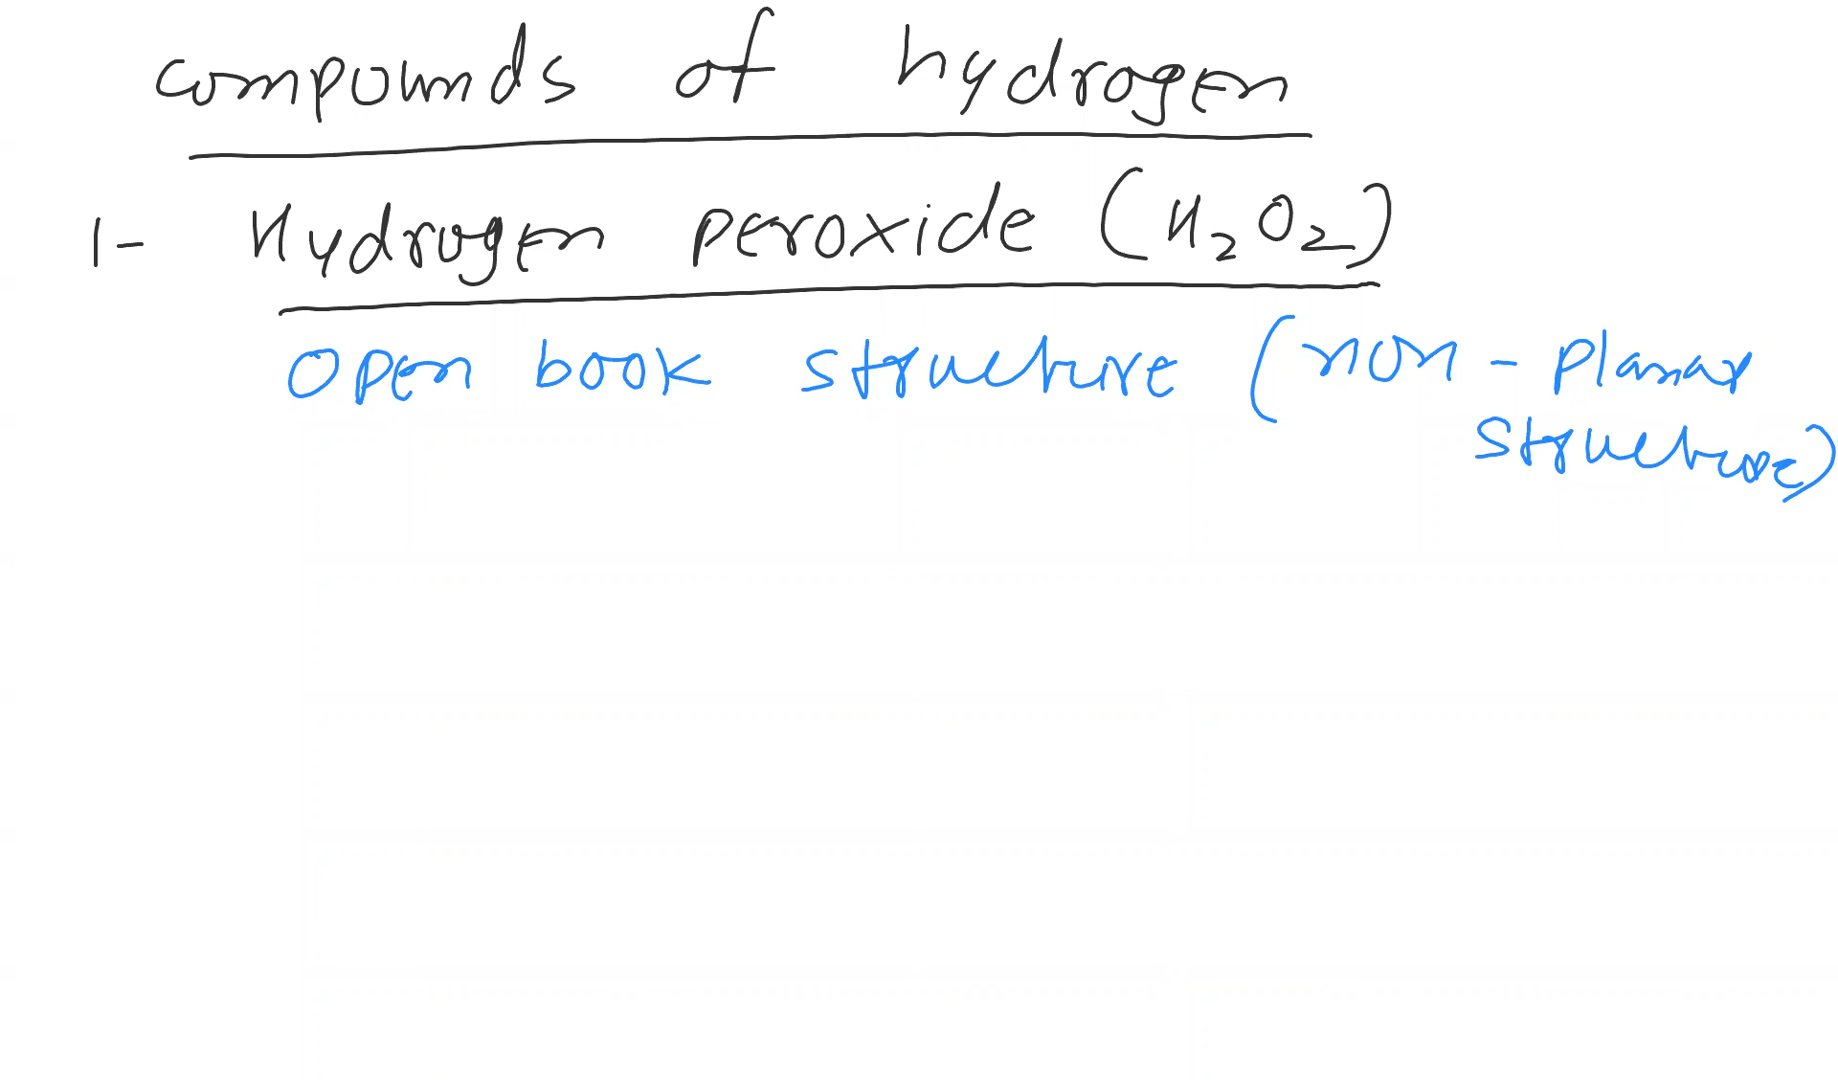 compounds of hydrogen
1- Hydrogen peroxide (H₂O₂)
open book structure (non-planar
structure)